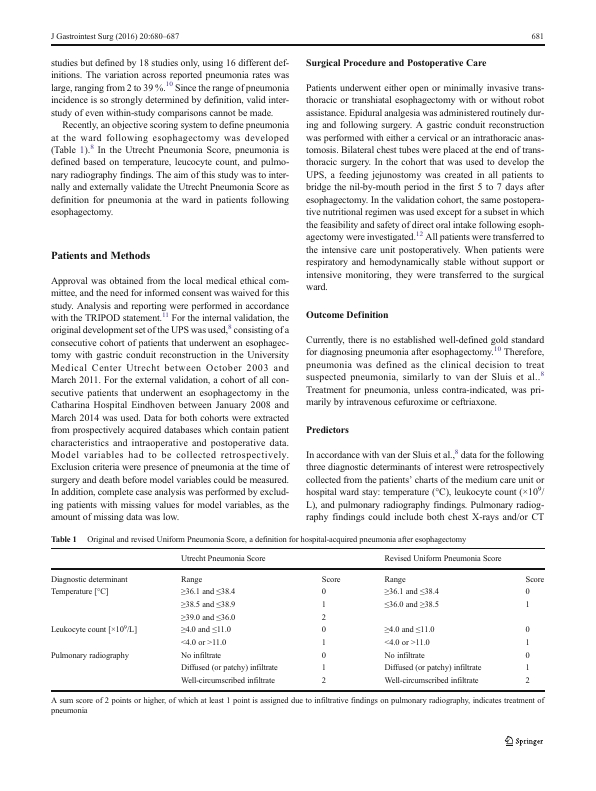 J Gastrointest Surg (2016) 20:680–687
681
studies but defined by 18 studies only, using 16 different def-
initions. The variation across reported pneumonia rates was
large, ranging from 2 to 39 %.10 Since the range of pneumonia
incidence is so strongly determined by definition, valid inter-
study of even within-study comparisons cannot be made.
Recently, an objective scoring system to define pneumonia
at the ward following esophagectomy was developed
(Table 1).8 In the Utrecht Pneumonia Score, pneumonia is
defined based on temperature, leucocyte count, and pulmo-
nary radiography findings. The aim of this study was to inter-
nally and externally validate the Utrecht Pneumonia Score as
definition for pneumonia at the ward in patients following
esophagectomy.
Patients and Methods
Approval was obtained from the local medical ethical com-
mittee, and the need for informed consent was waived for this
study. Analysis and reporting were performed in accordance
with the TRIPOD statement.11 For the internal validation, the
original development set of the UPS was used,8 consisting of a
consecutive cohort of patients that underwent an esophagec-
tomy with gastric conduit reconstruction in the University
Medical Center Utrecht between October 2003 and
March 2011. For the external validation, a cohort of all con-
secutive patients that underwent an esophagectomy in the
Catharina Hospital Eindhoven between January 2008 and
March 2014 was used. Data for both cohorts were extracted
from prospectively acquired databases which contain patient
characteristics and intraoperative and postoperative data.
Model variables had to be collected retrospectively.
Exclusion criteria were presence of pneumonia at the time of
surgery and death before model variables could be measured.
In addition, complete case analysis was performed by exclud-
ing patients with missing values for model variables, as the
amount of missing data was low.
Surgical Procedure and Postoperative Care
Patients underwent either open or minimally invasive trans-
thoracic or transhiatal esophagectomy with or without robot
assistance. Epidural analgesia was administered routinely dur-
ing and following surgery. A gastric conduit reconstruction
was performed with either a cervical or an intrathoracic anas-
tomosis. Bilateral chest tubes were placed at the end of trans-
thoracic surgery. In the cohort that was used to develop the
UPS, a feeding jejunostomy was created in all patients to
bridge the nil-by-mouth period in the first 5 to 7 days after
esophagectomy. In the validation cohort, the same postopera-
tive nutritional regimen was used except for a subset in which
the feasibility and safety of direct oral intake following esoph-
agectomy were investigated.12 All patients were transferred to
the intensive care unit postoperatively. When patients were
respiratory and hemodynamically stable without support or
intensive monitoring, they were transferred to the surgical
ward.
Outcome Definition
Currently, there is no established well-defined gold standard
for diagnosing pneumonia after esophagectomy.10 Therefore,
pneumonia was defined as the clinical decision to treat
suspected pneumonia, similarly to van der Sluis et al..8
Treatment for pneumonia, unless contra-indicated, was pri-
marily by intravenous cefuroxime or ceftriaxone.
Predictors
In accordance with van der Sluis et al.,8 data for the following
three diagnostic determinants of interest were retrospectively
collected from the patients' charts of the medium care unit or
hospital ward stay: temperature (°C), leukocyte count (×10⁹/
L), and pulmonary radiography findings. Pulmonary radiog-
raphy findings could include both chest X-rays and/or CT
Table 1 Original and revised Uniform Pneumonia Score, a definition for hospital-acquired pneumonia after esophagectomy
Utrecht Pneumonia Score Revised Uniform Pneumonia Score
Diagnostic determinant Range Score Range Score
Temperature [°C] ≥36.1 and ≤38.4 0 ≥36.1 and ≤38.4 0
≥38.5 and ≤38.9 1 ≤36.0 and ≥38.5 1
≥39.0 and ≤36.0 2
Leukocyte count [×10⁹/L] ≥4.0 and ≤11.0 0 ≥4.0 and ≤11.0 0
<4.0 or >11.0 1 <4.0 or >11.0 1
Pulmonary radiography No infiltrate 0 No infiltrate 0
Diffused (or patchy) infiltrate 1 Diffused (or patchy) infiltrate 1
Well-circumscribed infiltrate 2 Well-circumscribed infiltrate 2
A sum score of 2 points or higher, of which at least 1 point is assigned due to infiltrative findings on pulmonary radiography, indicates treatment of
pneumonia
Springer